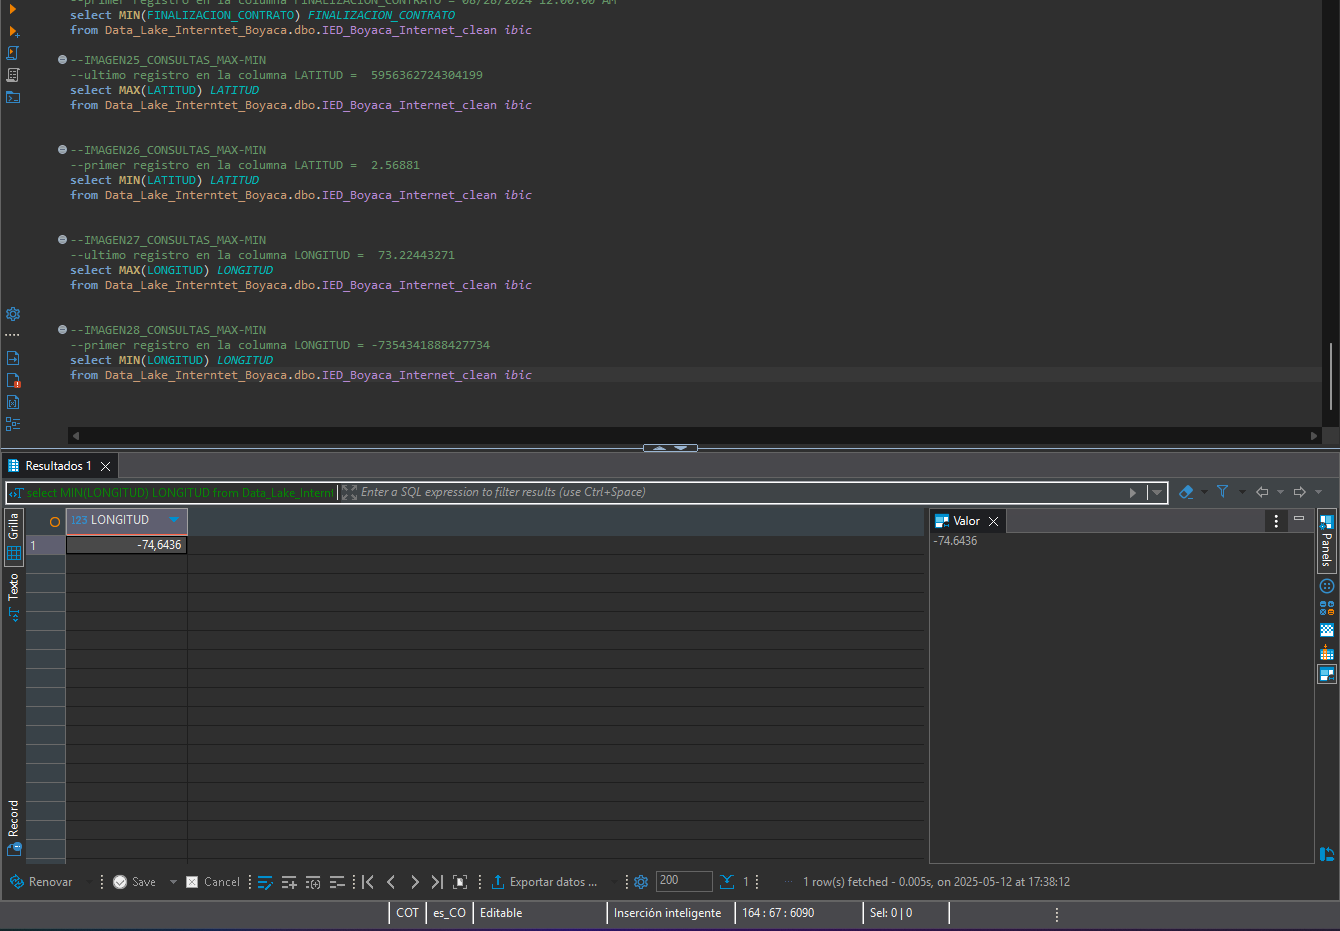 --primer registro en la columna FINALIZACION_CONTRATO = 08/28/2024 12:00:00 AM
select MIN(FINALIZACION_CONTRATO) FINALIZACION_CONTRATO
from Data_Lake_Interntet_Boyaca.dbo.IED_Boyaca_Internet_clean ibic
--IMAGEN25_CONSULTAS_MAX-MIN
--ultimo registro en la columna LATITUD =  5956362724304199
select MAX(LATITUD) LATITUD
from Data_Lake_Interntet_Boyaca.dbo.IED_Boyaca_Internet_clean ibic
--IMAGEN26_CONSULTAS_MAX-MIN
--primer registro en la columna LATITUD =  2.56881
select MIN(LATITUD) LATITUD
from Data_Lake_Interntet_Boyaca.dbo.IED_Boyaca_Internet_clean ibic
--IMAGEN27_CONSULTAS_MAX-MIN
--ultimo registro en la columna LONGITUD =  73.22443271
select MAX(LONGITUD) LONGITUD
from Data_Lake_Interntet_Boyaca.dbo.IED_Boyaca_Internet_clean ibic
--IMAGEN28_CONSULTAS_MAX-MIN
--primer registro en la columna LONGITUD = -7354341888427734
select MIN(LONGITUD) LONGITUD
from Data_Lake_Interntet_Boyaca.dbo.IED_Boyaca_Internet_clean ibic
Resultados 1
select MIN(LONGITUD) LONGITUD from Data_Lake_Internt
Enter a SQL expression to filter results (use Ctrl+Space)
Grilla
Texto
Record
123 LONGITUD
1
-74,6436
Valor
-74.6436
Panels
Renovar
Save
Cancel
Exportar datos ...
200
1
1 row(s) fetched - 0.005s, on 2025-05-12 at 17:38:12
COT
es_CO
Editable
Inserción inteligente
164 : 67 : 6090
Sel: 0 | 0